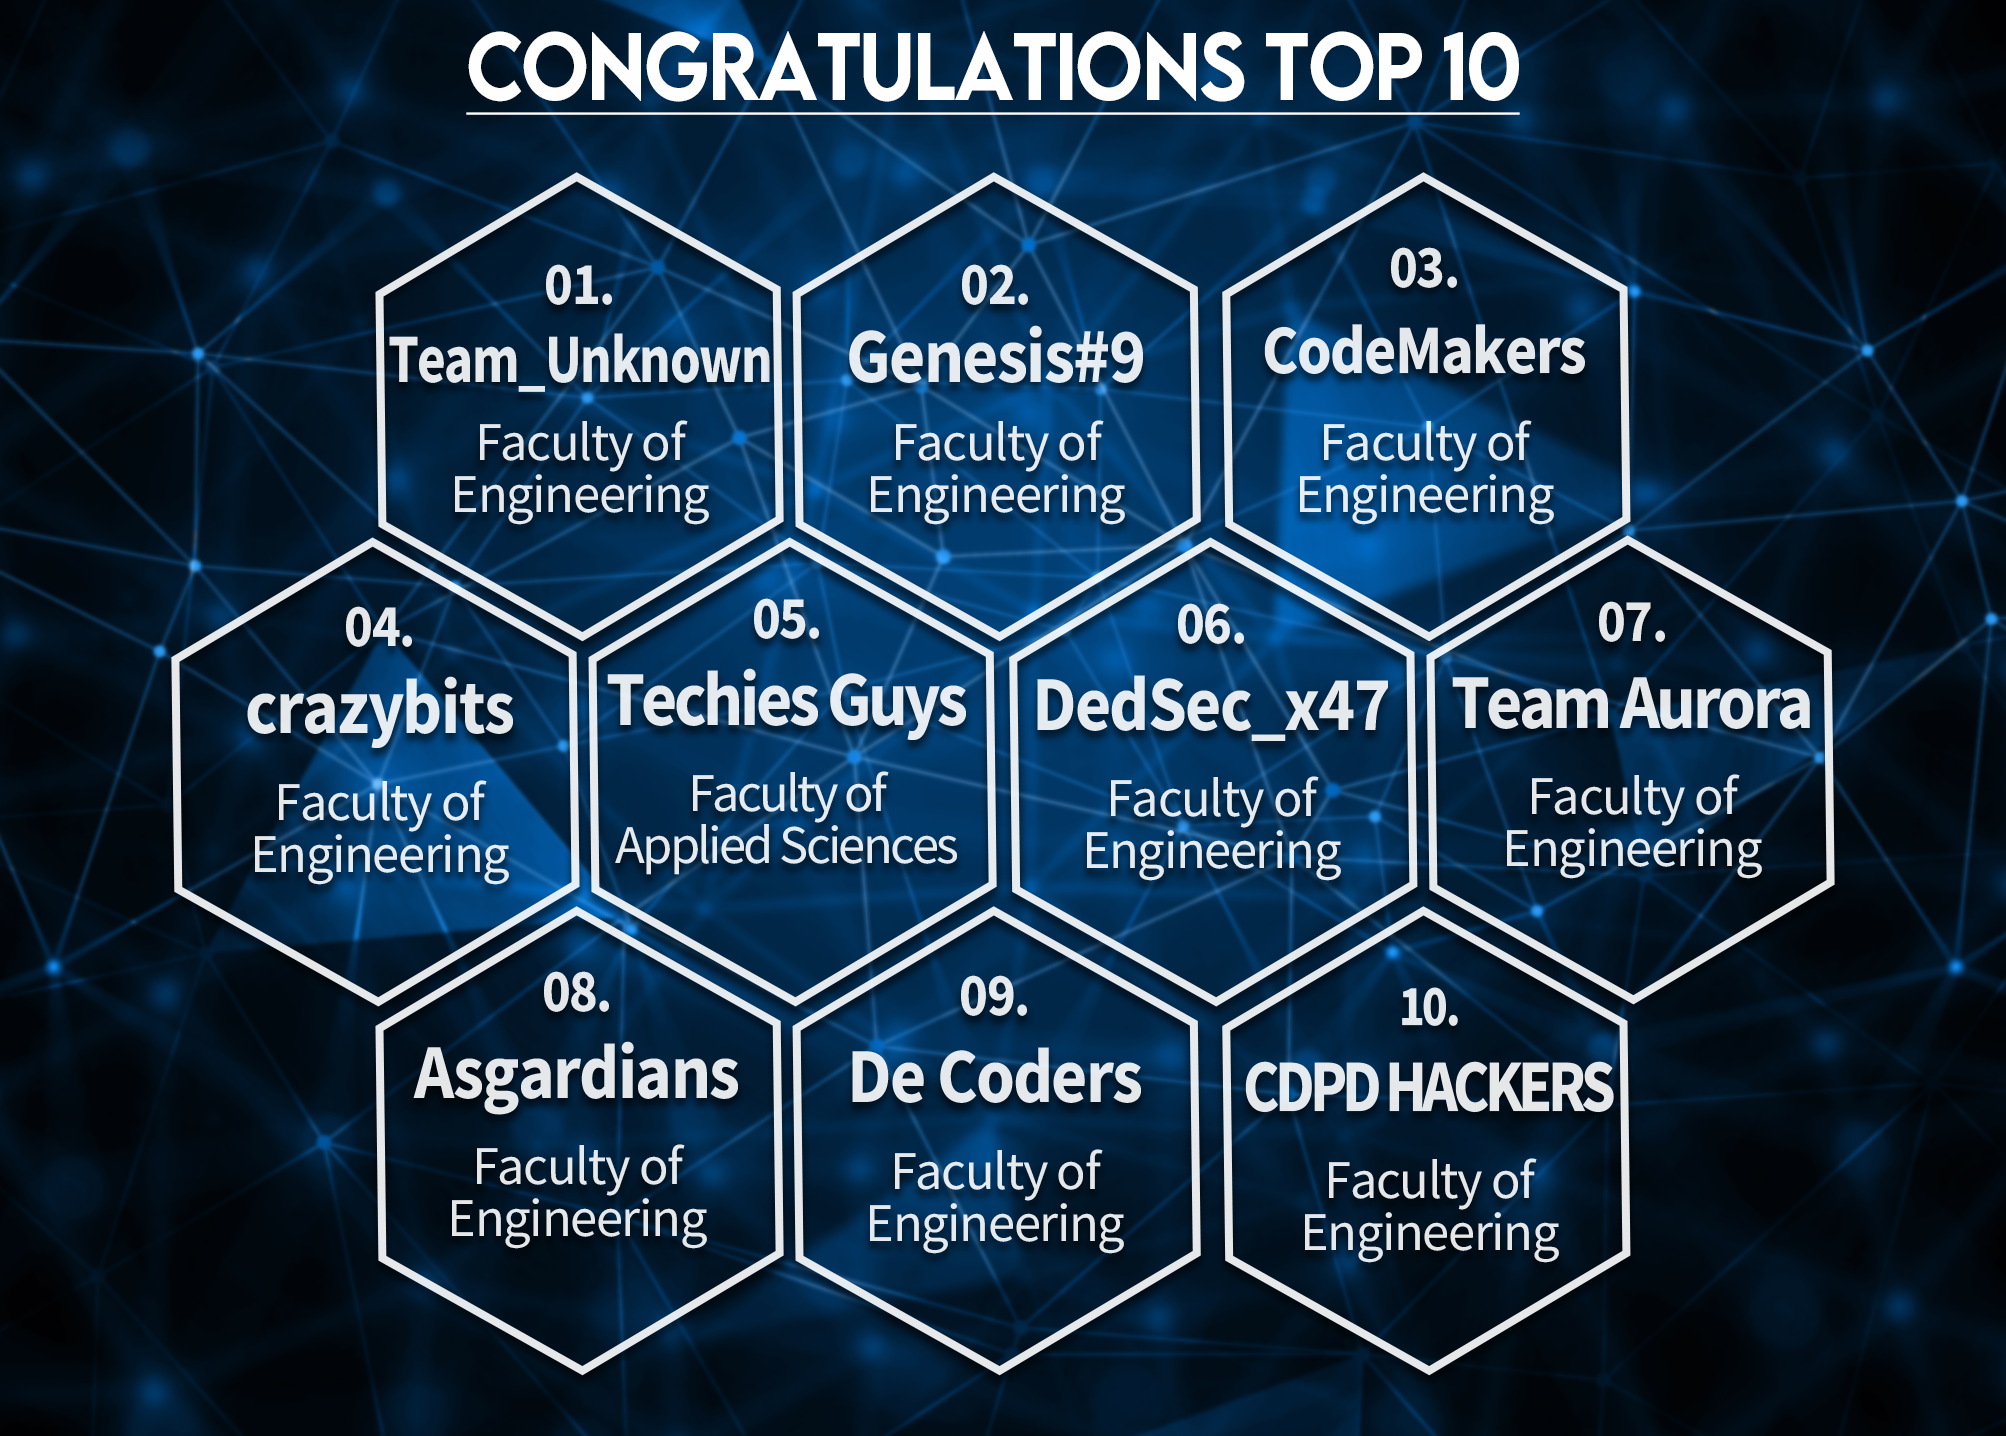 CONGRATULATIONS TOP 10
01.
Team_Unknown
Faculty of
Engineering
02.
Genesis#9
Faculty of
Engineering
03.
CodeMakers
Faculty of
Engineering
04.
crazybits
Faculty of
Engineering
05.
Techies Guys
Faculty of
Applied Sciences
06.
DedSec_x47
Faculty of
Engineering
07.
Team Aurora
Faculty of
Engineering
08.
Asgardians
Faculty of
Engineering
09.
De Coders
Faculty of
Engineering
10.
CDPD HACKERS
Faculty of
Engineering